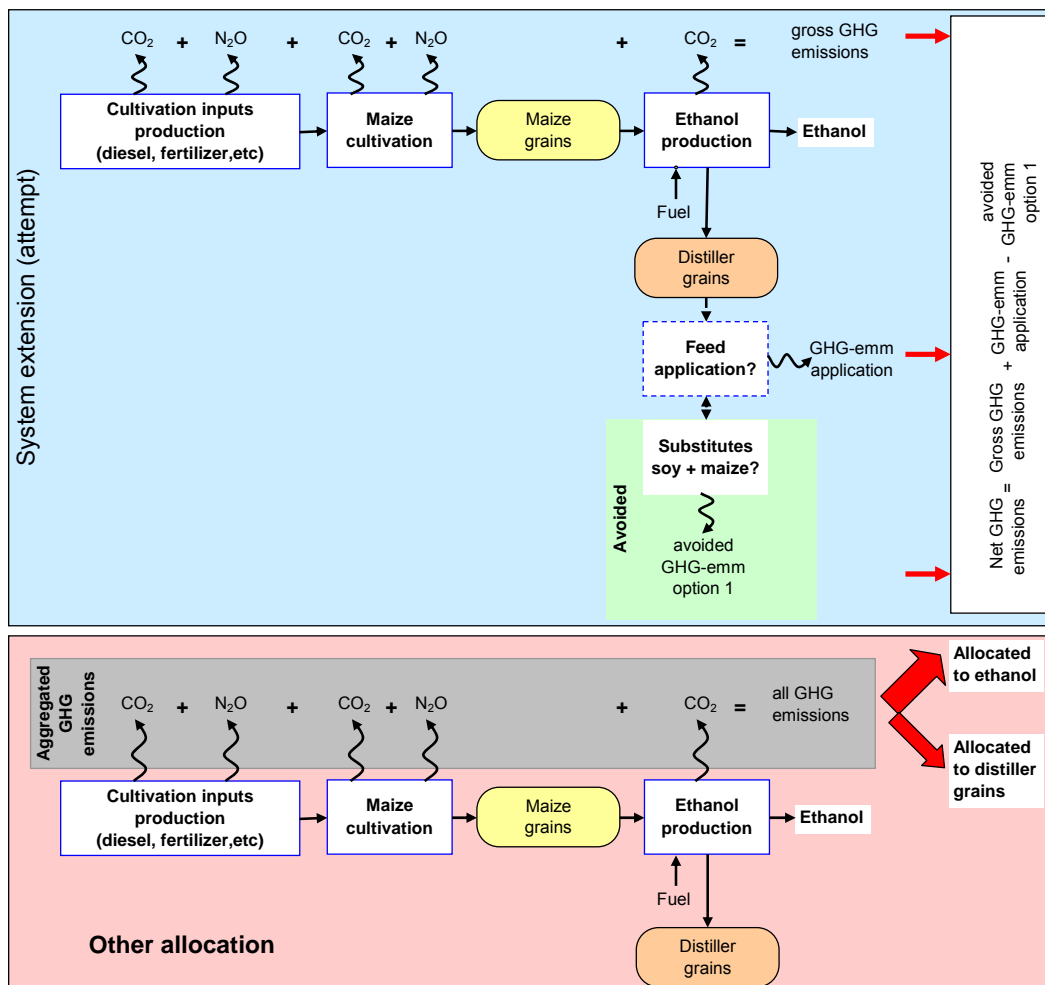 CO2 + N2O + CO2 + N2O + CO2 = gross GHG
emissions
Cultivation inputs
production
(diesel, fertilizer,etc)
Maize
cultivation
Maize
grains
Ethanol
production
Ethanol
Fuel
Distiller
grains
Feed
application?
GHG-emm
application
Substitutes
soy + maize?
Avoided
avoided
GHG-emm
option 1
System extension (attempt)
Net GHG = Gross GHG + GHG-emm - avoided
emissions emissions application GHG-emm
option 1
Aggregated
GHG
emissions
CO2 + N2O + CO2 + N2O + CO2 = all GHG
emissions
Allocated
to ethanol
Allocated
to distiller
grains
Cultivation inputs
production
(diesel, fertilizer,etc)
Maize
cultivation
Maize
grains
Ethanol
production
Ethanol
Fuel
Distiller
grains
Other allocation